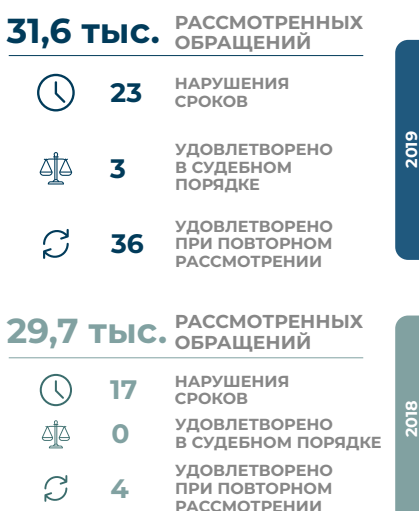 31,6 тыс. РАССМОТРЕННЫХ
ОБРАЩЕНИЙ
23 НАРУШЕНИЯ
СРОКОВ
3 УДОВЛЕТВОРЕНО
В СУДЕБНОМ
ПОРЯДКЕ
36 УДОВЛЕТВОРЕНО
ПРИ ПОВТОРНОМ
РАССМОТРЕНИИ
2019
29,7 тыс. РАССМОТРЕННЫХ
ОБРАЩЕНИЙ
17 НАРУШЕНИЯ
СРОКОВ
0 УДОВЛЕТВОРЕНО
В СУДЕБНОМ ПОРЯДКЕ
4 УДОВЛЕТВОРЕНО
ПРИ ПОВТОРНОМ
РАССМОТРЕНИИ
2018